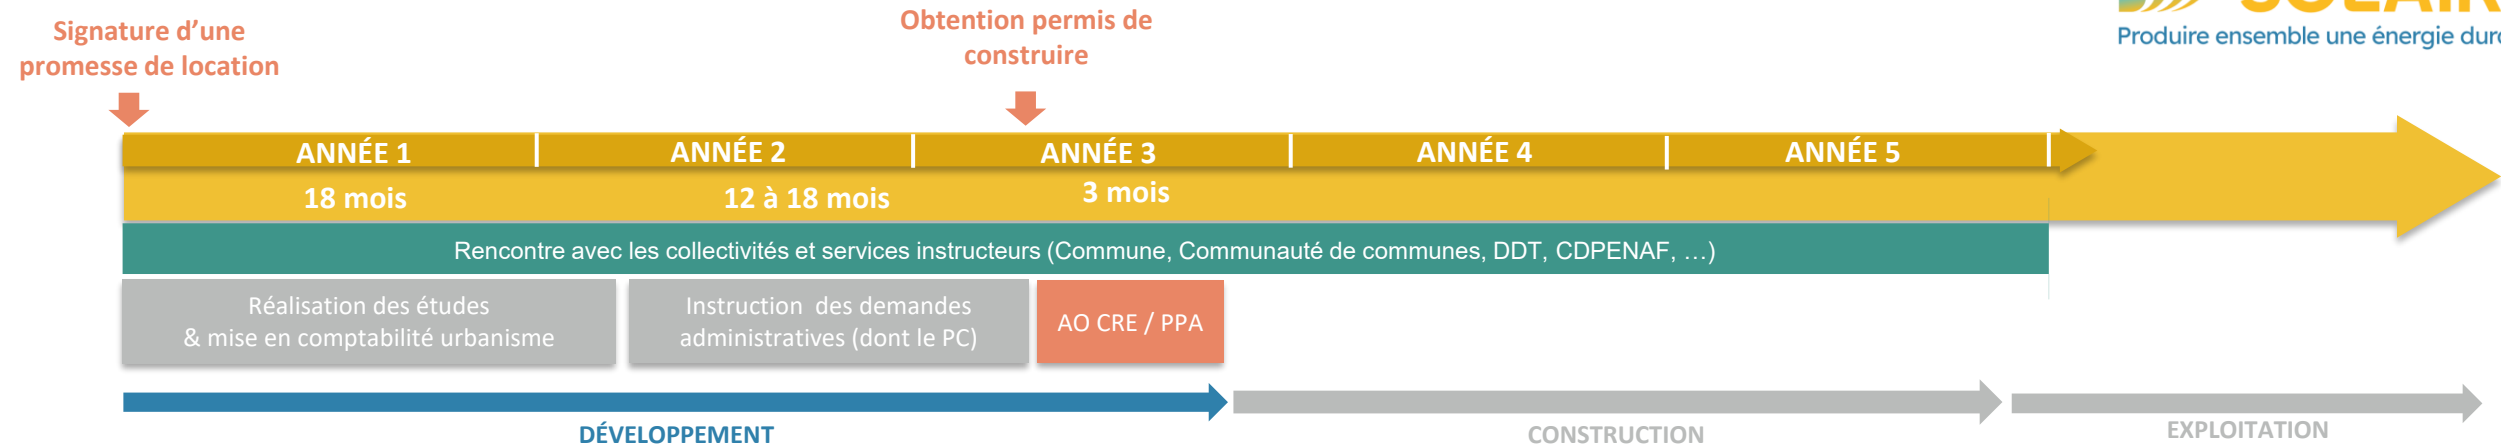 Signature d’une
promesse de location
Obtention permis de
construire
Produire ensemble une énergie
ANNÉE 1
ANNÉE 2
ANNÉE 3
ANNÉE 4
ANNÉE 5
18 mois
12 à 18 mois
3 mois
Rencontre avec les collectivités et services instructeurs (Commune, Communauté de communes, DDT, CDPENAF, …)
Réalisation des études
& mise en comptabilité urbanisme
Instruction des demandes
administratives (dont le PC)
AO CRE / PPA
DÉVELOPPEMENT
CONSTRUCTION
EXPLOITATION